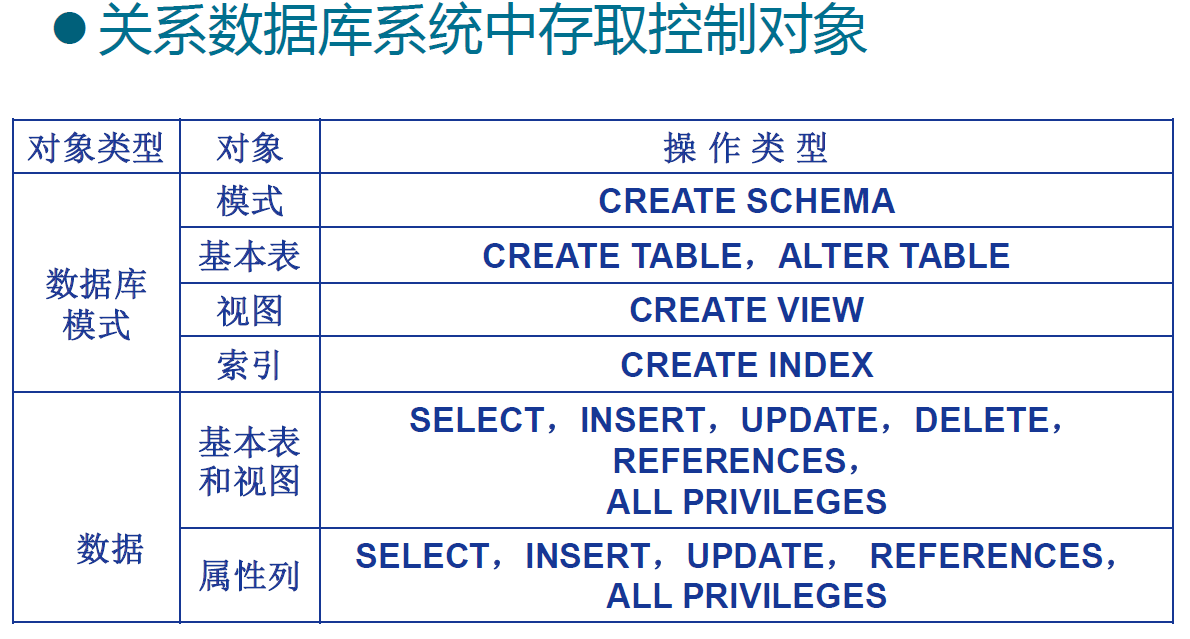 ●关系数据库系统中存取控制对象
对象类型 对象 操 作 类 型
数据库
模式
模式 CREATE SCHEMA
基本表 CREATE TABLE，ALTER TABLE
视图 CREATE VIEW
索引 CREATE INDEX
数据
基本表
和视图
SELECT，INSERT，UPDATE，DELETE，
REFERENCES，
ALL PRIVILEGES
属性列
SELECT，INSERT，UPDATE， REFERENCES，
ALL PRIVILEGES